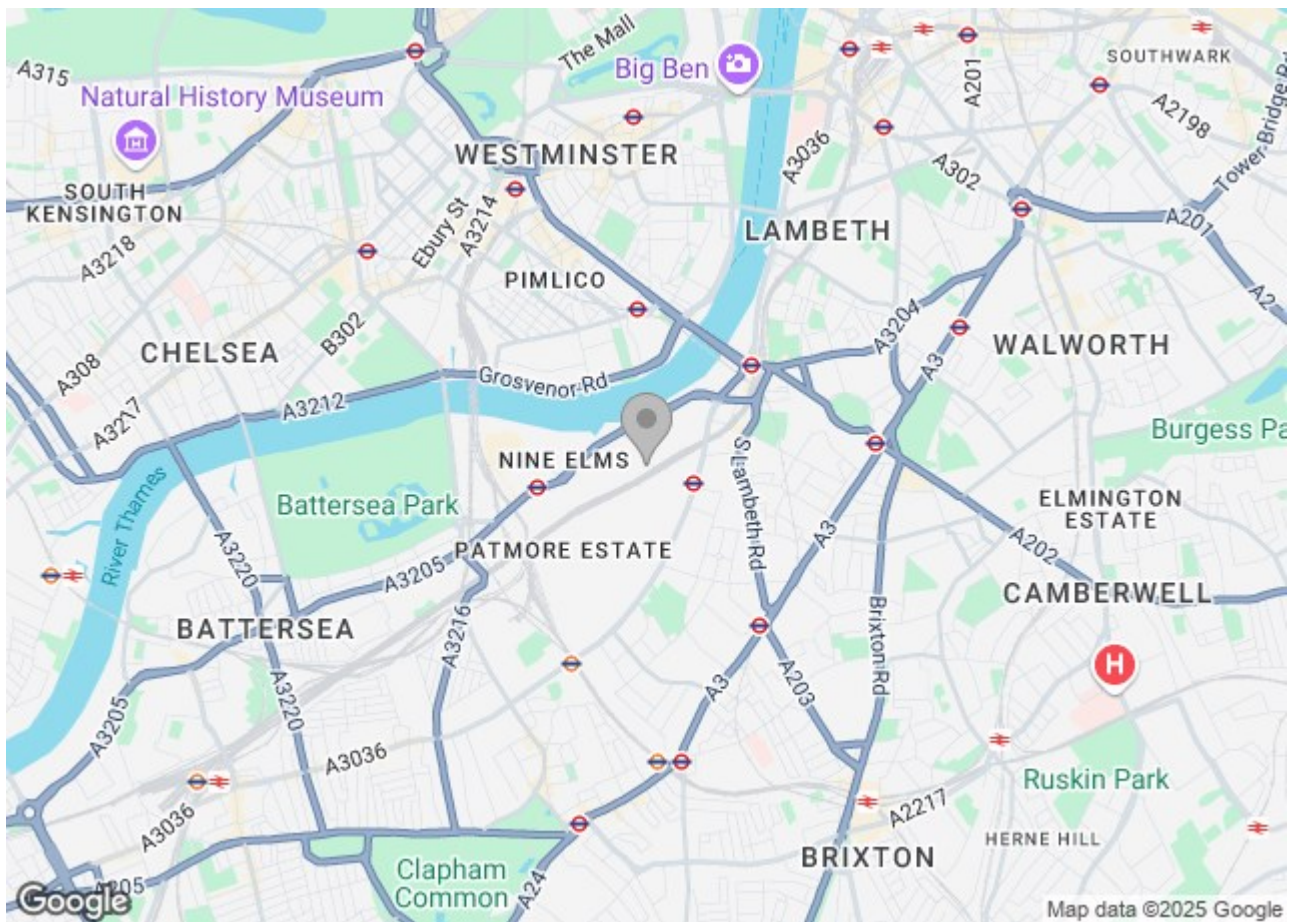 The Mall
SOUTHWARK
A315
Big Ben
A201
Natural History Museum
A2198
Tower-Bridge-Rd
WESTMINSTER
A3036
A302
SOUTH
KENSINGTON
Ebury St
A3214
A201
LAMBETH
A3218
PIMLICO
A2
B302
A3204
CHELSEA
WALWORTH
A3
A308
Grosvenor-Rd
A3212
A3217
Burgess Pa
NINE ELMS
S Lambeth Rd
Battersea Park
ELMINGTON
ESTATE
River Thames
A3220
A3
A202
PATMORE ESTATE
A3205
CAMBERWELL
A3216
BATTERSEA
Brixton Rd
H
A3220
A3
A203
A3205
A3036
Ruskin Park
A2217
A3036
HERNE HILL
Clapham
Common
BRIXTON
A24
A205
Google
Map data ©2025 Google